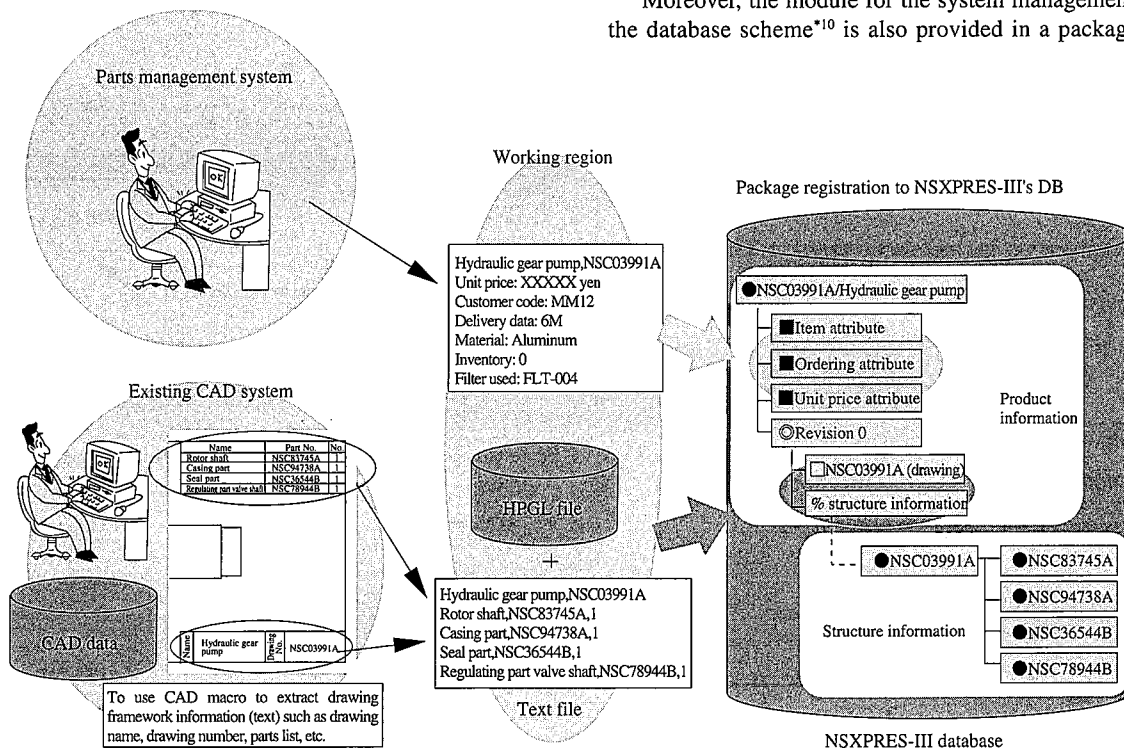 Moreover, the module for the system management
the database scheme*10 is also provided in a packag
Parts management system
OK
Working region
Package registration to NSXPRES-III's DB
Hydraulic gear pump,NSC03991A
Unit price: XXXXX yen
Customer code: MM12
Delivery data: 6M
Material: Aluminum
Inventory: 0
Filter used: FLT-004
●NSC03991A/Hydraulic gear pump
■Item attribute
■Ordering attribute
■Unit price attribute
◎Revision 0
□NSC03991A (drawing)
% structure information
Product
information
Existing CAD system
OK
Name Part No. No.
Rotor shaft NSC83745A 1
Casing part NSC94738A 1
Seal part NSC36544B 1
Regulating part valve shaft NSC78944B 1
CAD data
Name Hydraulic gear
pump
Drawing
No.
NSC03991A
To use CAD macro to extract drawing
framework information (text) such as drawing
name, drawing number, parts list, etc.
HPGL file
+
Hydraulic gear pump,NSC03991A
Rotor shaft,NSC83745A,1
Casing part,NSC94738A,1
Seal part,NSC36544B,1
Regulating part valve shaft,NSC78944B,1
Text file
Structure information
●NSC03991A
●NSC83745A
●NSC94738A
●NSC36544B
●NSC78944B
NSXPRES-III database